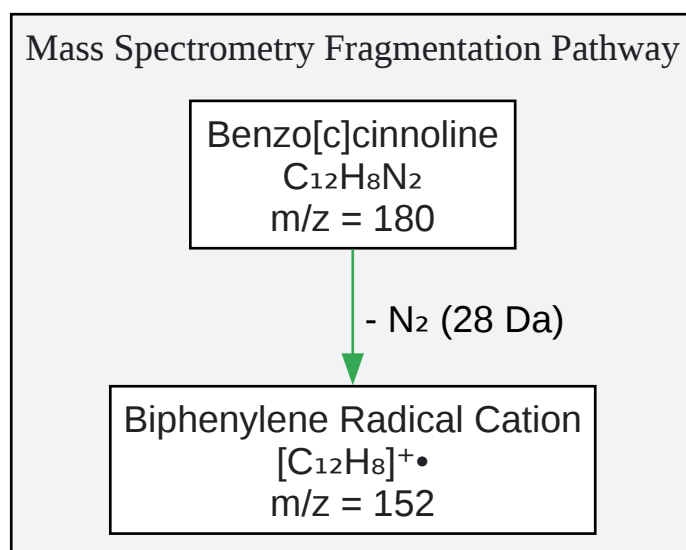 Mass Spectrometry Fragmentation Pathway
Benzo[c]cinnoline
C₁₂H₈N₂
m/z = 180
- N₂ (28 Da)
Biphenylene Radical Cation
[C₁₂H₈]⁺•
m/z = 152